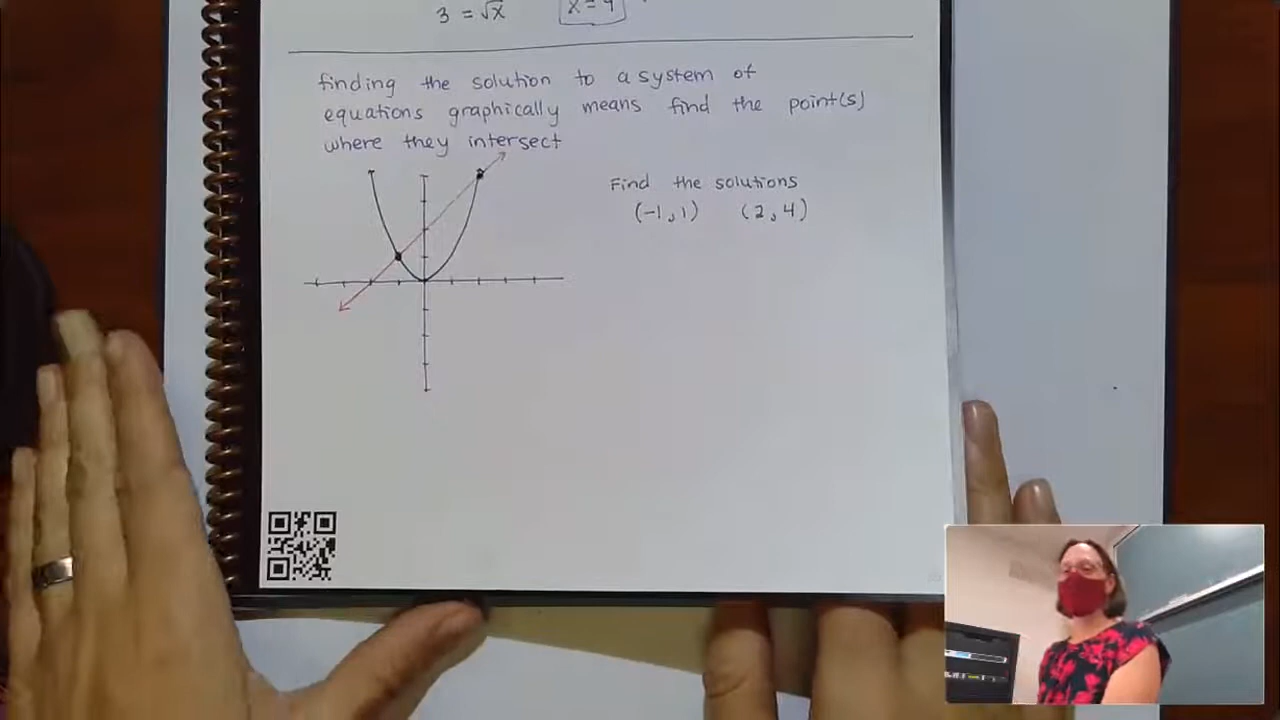 3 = √x x = 9
finding the solution to a system of
equations graphically means find the point(s)
where they intersect
Find the solutions
(-1,1) (2,4)